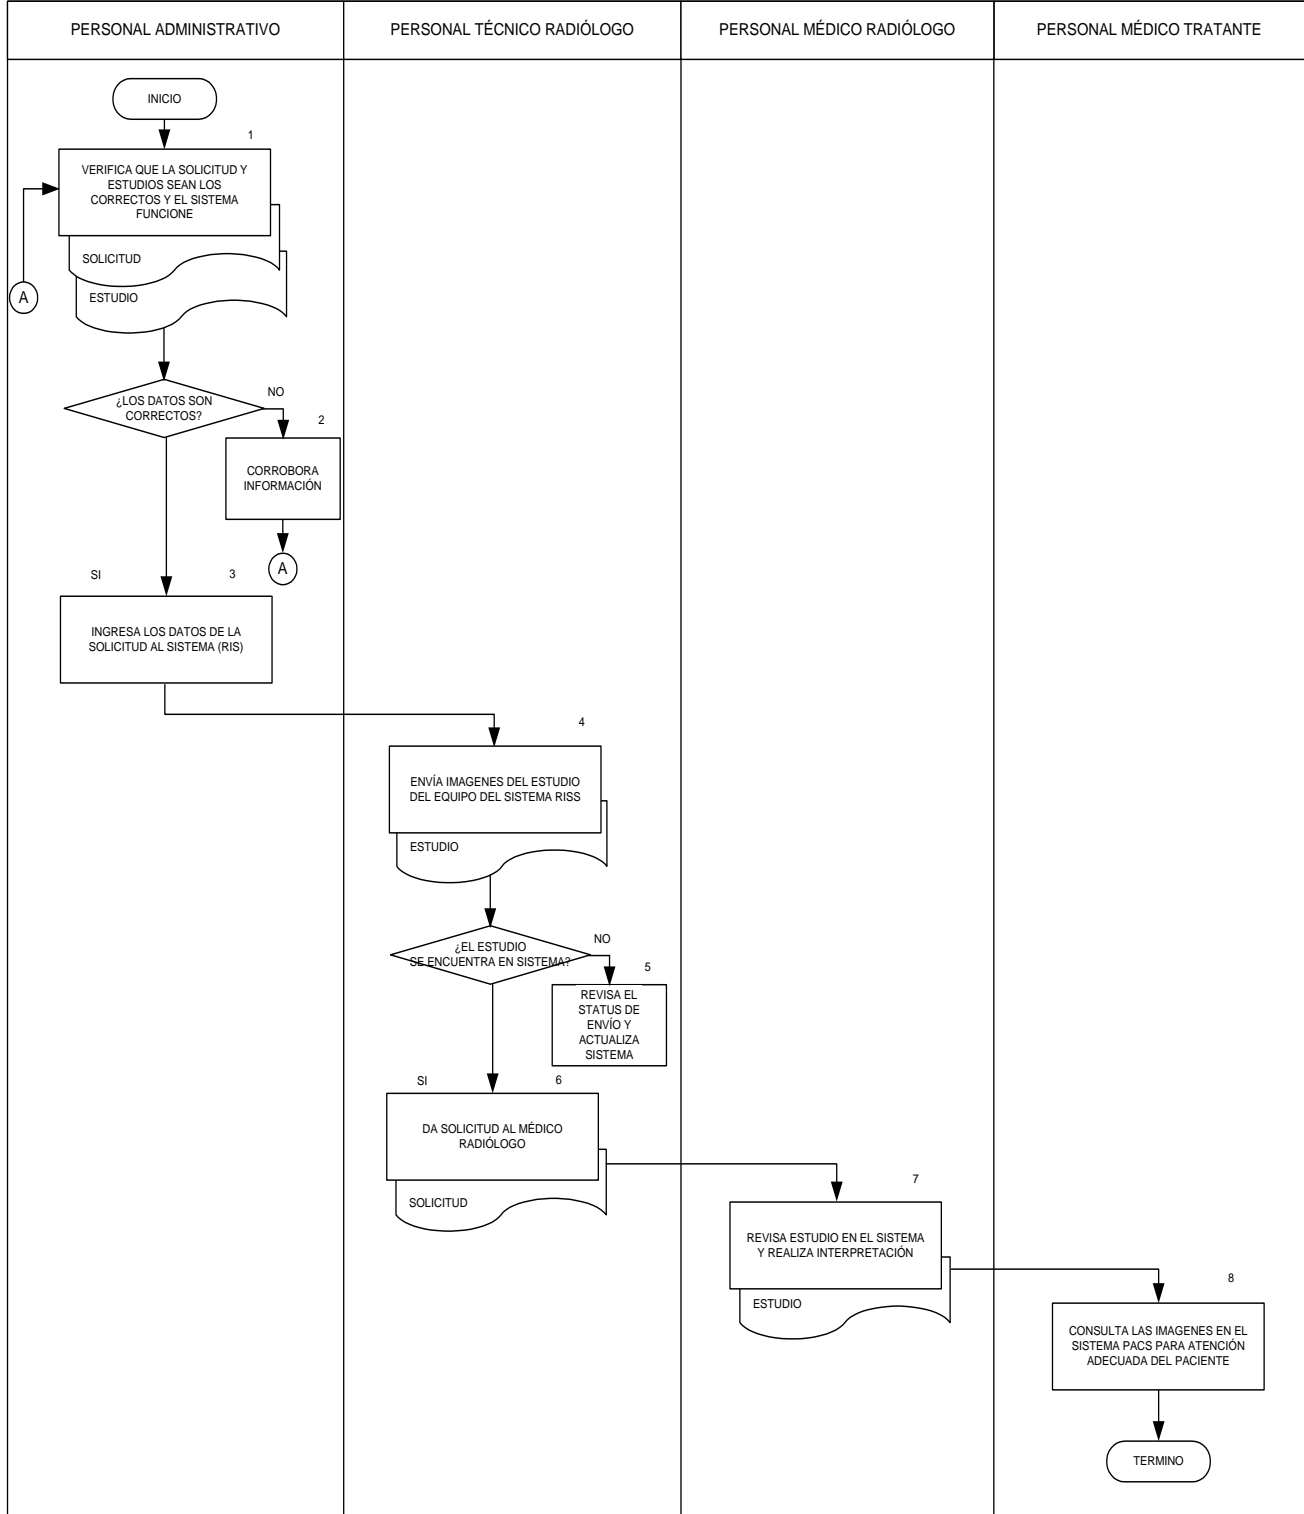 PERSONAL ADMINISTRATIVO
PERSONAL TÉCNICO RADIÓLOGO
PERSONAL MÉDICO RADIÓLOGO
PERSONAL MÉDICO TRATANTE
INICIO
1
VERIFICA QUE LA SOLICITUD Y
ESTUDIOS SEAN LOS
CORRECTOS Y EL SISTEMA
FUNCIONE
SOLICITUD
ESTUDIO
A
¿LOS DATOS SON
CORRECTOS?
NO
2
CORROBORA
INFORMACIÓN
A
SI
3
INGRESA LOS DATOS DE LA
SOLICITUD AL SISTEMA (RIS)
4
ENVÍA IMAGENES DEL ESTUDIO
DEL EQUIPO DEL SISTEMA RISS
ESTUDIO
¿EL ESTUDIO
SE ENCUENTRA EN SISTEMA?
NO
5
REVISA EL
STATUS DE
ENVÍO Y
ACTUALIZA
SISTEMA
SI
6
DA SOLICITUD AL MÉDICO
RADIÓLOGO
SOLICITUD
7
REVISA ESTUDIO EN EL SISTEMA
Y REALIZA INTERPRETACIÓN
ESTUDIO
8
CONSULTA LAS IMAGENES EN EL
SISTEMA PACS PARA ATENCIÓN
ADECUADA DEL PACIENTE
TERMINO